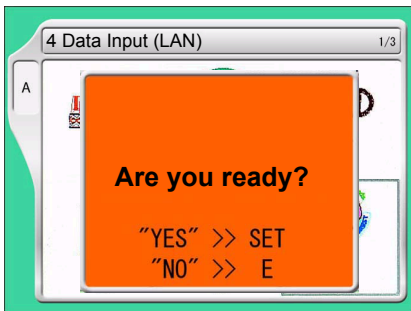 4 Data Input (LAN)
1/3
A
Are you ready?
"YES" >> SET
"NO" >> E